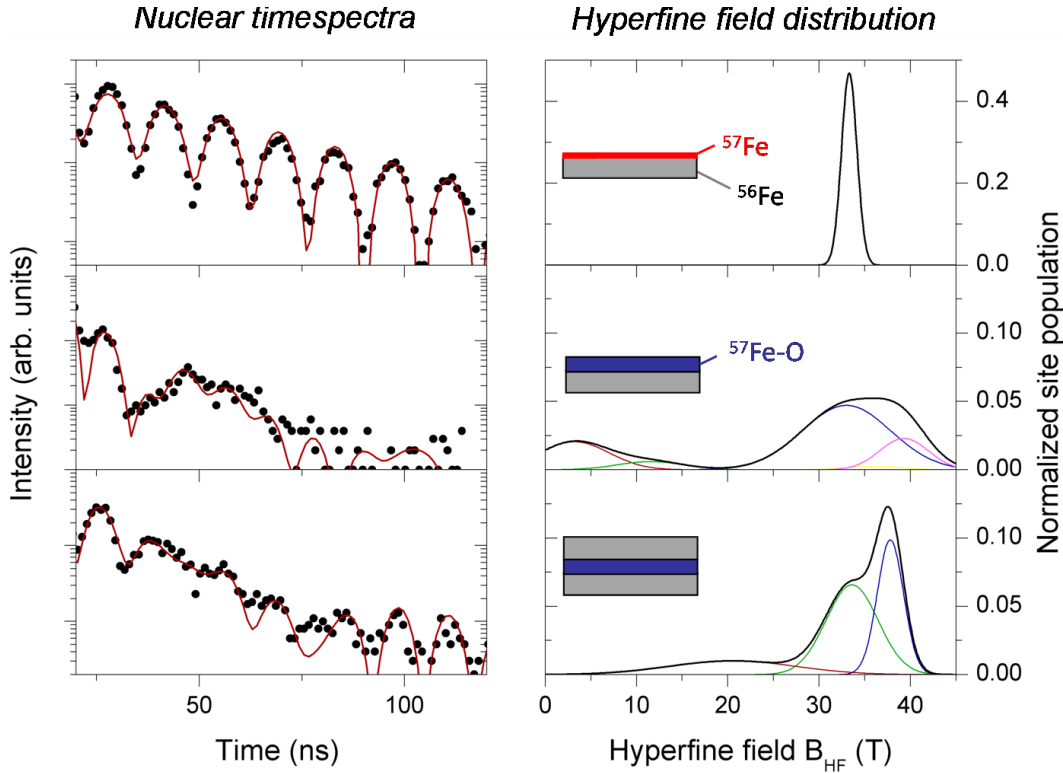 Nuclear timespectra
Hyperfine field distribution
Intensity (arb. units)
50
100
Time (ns)
57Fe
56Fe
57Fe-O
0.4
0.2
0.0
0.10
0.05
0.00
0.10
0.05
0.00
Normalized site population
0
10
20
30
40
Hyperfine field BHF (T)